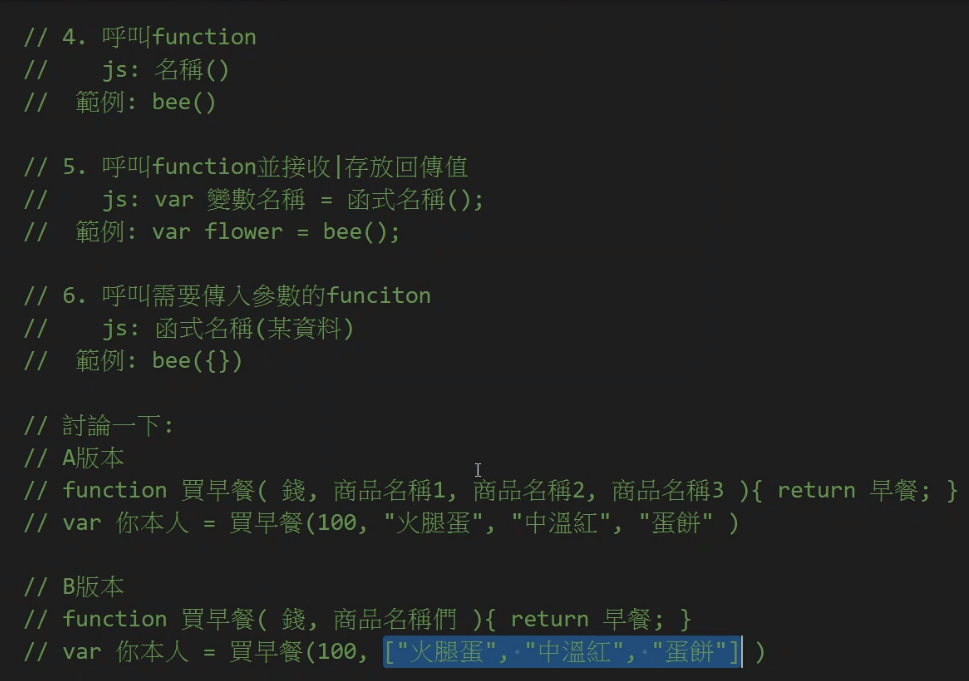 // 4. 呼叫function
//    js: 名稱()
//  範例: bee()
// 5. 呼叫function並接收|存放回傳值
//    js: var 變數名稱 = 函式名稱();
//  範例: var flower = bee();
// 6. 呼叫需要傳入參數的funciton
//    js: 函式名稱(某資料)
//  範例: bee({})
// 討論一下:
// A版本
// function 買早餐( 錢, 商品名稱1, 商品名稱2, 商品名稱3 ){ return 早餐; }
// var 你本人 = 買早餐(100, "火腿蛋", "中溫紅", "蛋餅" )
// B版本
// function 買早餐( 錢, 商品名稱們 ){ return 早餐; }
// var 你本人 = 買早餐(100, ["火腿蛋", "中溫紅", "蛋餅"] )